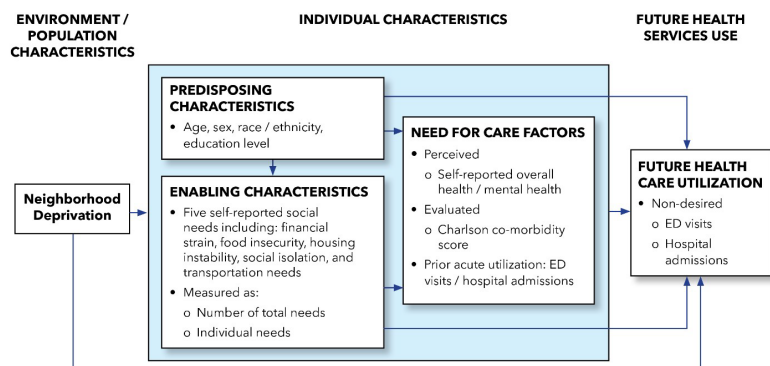 ENVIRONMENT /
POPULATION
CHARACTERISTICS
INDIVIDUAL CHARACTERISTICS
FUTURE HEALTH
SERVICES USE
Neighborhood
Deprivation
PREDISPOSING
CHARACTERISTICS
• Age, sex, race / ethnicity,
education level
ENABLING CHARACTERISTICS
• Five self-reported social
needs including: financial
strain, food insecurity, housing
instability, social isolation, and
transportation needs
• Measured as:
o Number of total needs
o Individual needs
NEED FOR CARE FACTORS
• Perceived
o Self-reported overall
health / mental health
• Evaluated
o Charlson co-morbidity
score
• Prior acute utilization: ED
visits / hospital admissions
FUTURE HEALTH
CARE UTILIZATION
• Non-desired
o ED visits
o Hospital
admissions